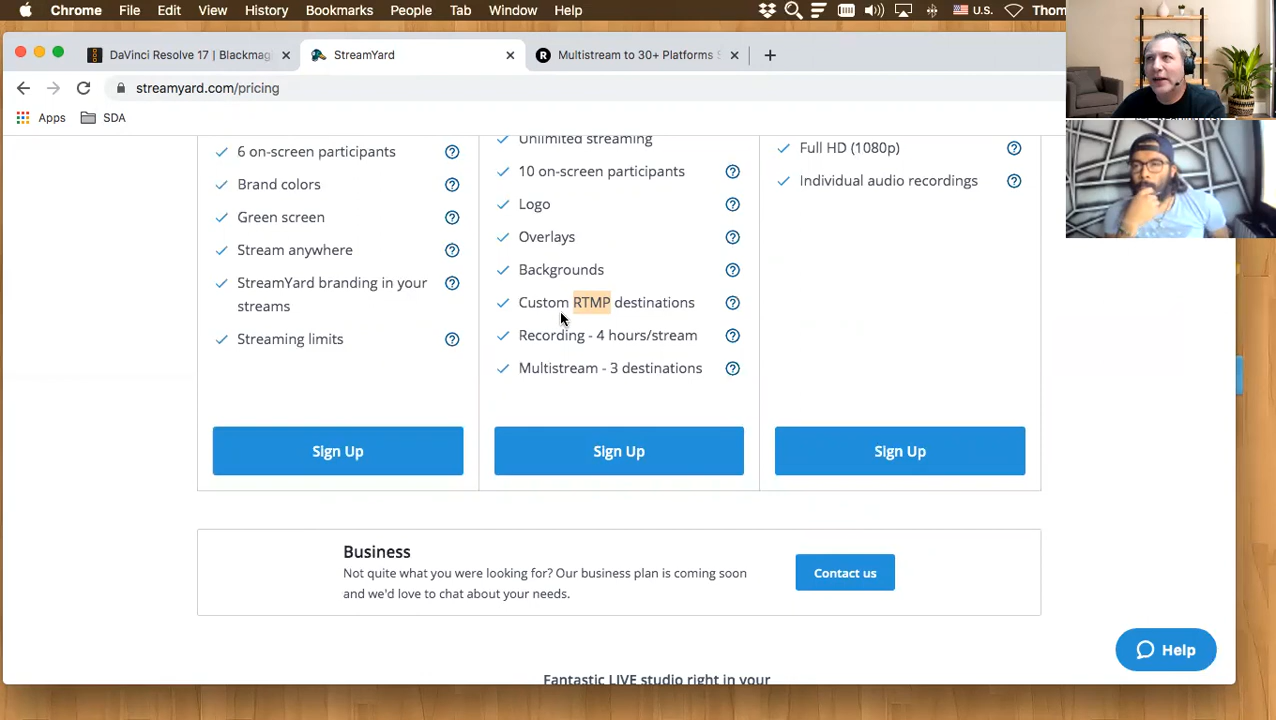 Chrome File Edit View History Bookmarks People Tab Window Help U.S. Thom
DaVinci Resolve 17 | Blackmag
StreamYard
Multistream to 30+ Platforms S
streamyard.com/pricing
Apps SDA
6 on-screen participants
Brand colors
Green screen
Stream anywhere
StreamYard branding in your
streams
Streaming limits
Sign Up
Unlimited streaming
10 on-screen participants
Logo
Overlays
Backgrounds
Custom RTMP destinations
Recording - 4 hours/stream
Multistream - 3 destinations
Sign Up
Full HD (1080p)
Individual audio recordings
Sign Up
Business
Not quite what you were looking for? Our business plan is coming soon
and we'd love to chat about your needs.
Contact us
Help
Fantastic LIVE studio right in your